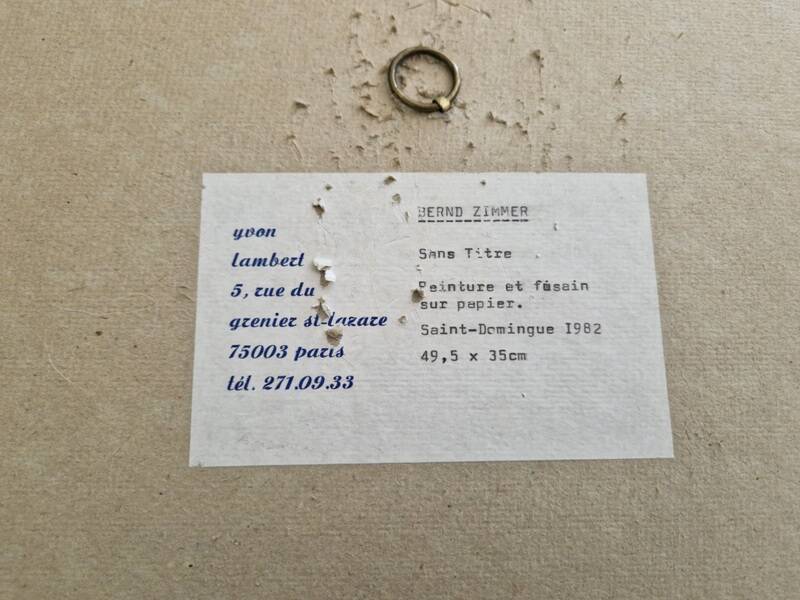 yvon
lambert
5, rue du
grenier st-lazare
75003 paris
tél. 271.09.33
BERND ZIMMER
Sans Titre
Peinture et fusain
sur papier.
Saint-Domingue I982
49,5 x 35cm